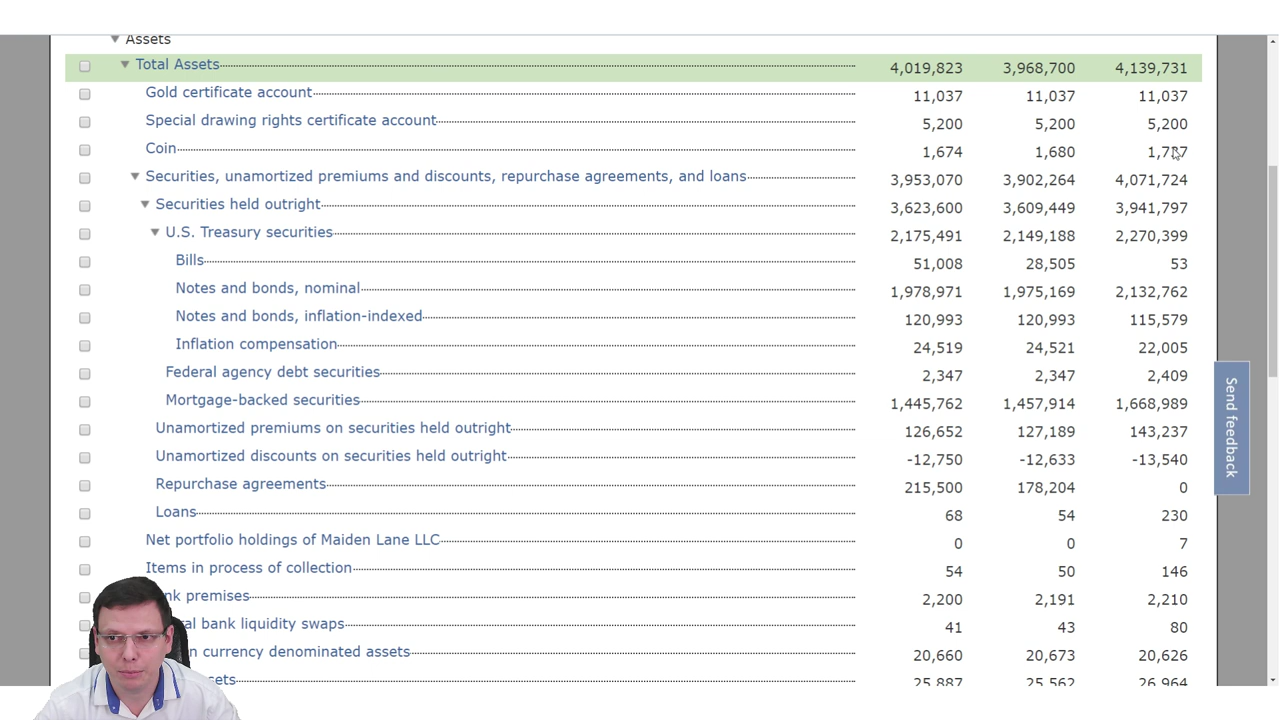 Assets
Total Assets 4,019,823 3,968,700 4,139,731
Gold certificate account 11,037 11,037 11,037
Special drawing rights certificate account 5,200 5,200 5,200
Coin 1,674 1,680
Securities, unamortized premiums and discounts, repurchase agreements, and loans 3,953,070 3,902,264 4,071,724
Securities held outright 3,623,600 3,609,449 3,941,797
U.S. Treasury securities 2,175,491 2,149,188 2,270,399
Bills 51,008 28,505 53
Notes and bonds, nominal 1,978,971 1,975,169 2,132,762
Notes and bonds, inflation-indexed 120,993 120,993 115,579
Inflation compensation 24,519 24,521 22,005
Federal agency debt securities 2,347 2,347 2,409
Mortgage-backed securities 1,445,762 1,457,914 1,668,989
Unamortized premiums on securities held outright 126,652 127,189 143,237
Unamortized discounts on securities held outright -12,750 -12,633 -13,540
Repurchase agreements 215,500 178,204 0
Loans 68 54 230
Net portfolio holdings of Maiden Lane LLC 0 0 7
Items in process of collection 54 50 146
premises 2,200 2,191 2,210
bank liquidity swaps 41 43 80
currency denominated assets 20,660 20,673 20,626
25,887 25,562 26,964
Send feedback